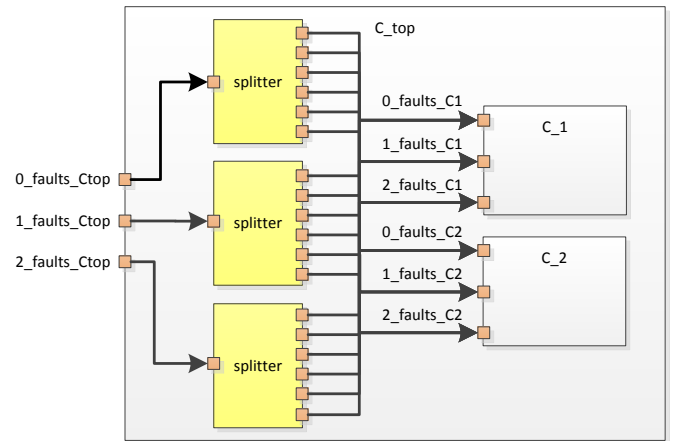 C_top
splitter
0_faults_C1
C_1
1_faults_C1
0_faults_Ctop
2_faults_C1
1_faults_Ctop
splitter
0_faults_C2
C_2
2_faults_Ctop
1_faults_C2
2_faults_C2
splitter